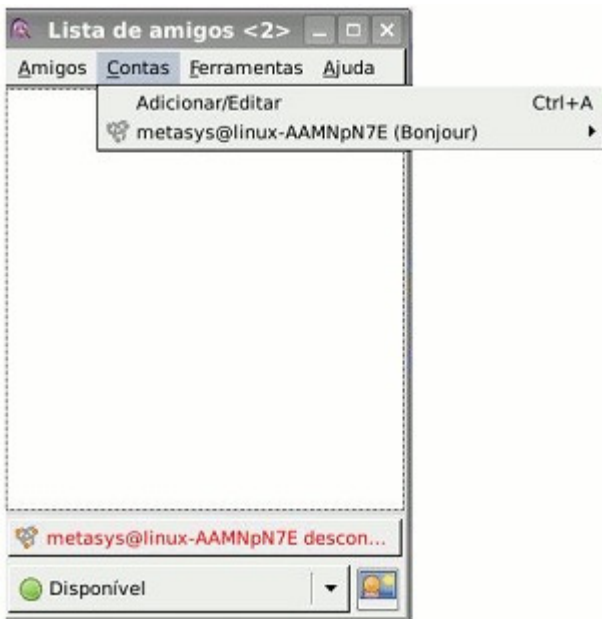 Lista de amigos <2>
Amigos Contas Ferramentas Ajuda
Adicionar/Editar Ctrl+A
metasys@linux-AAMNpN7E (Bonjour)
metasys@linux-AAMNpN7E descon...
Disponível